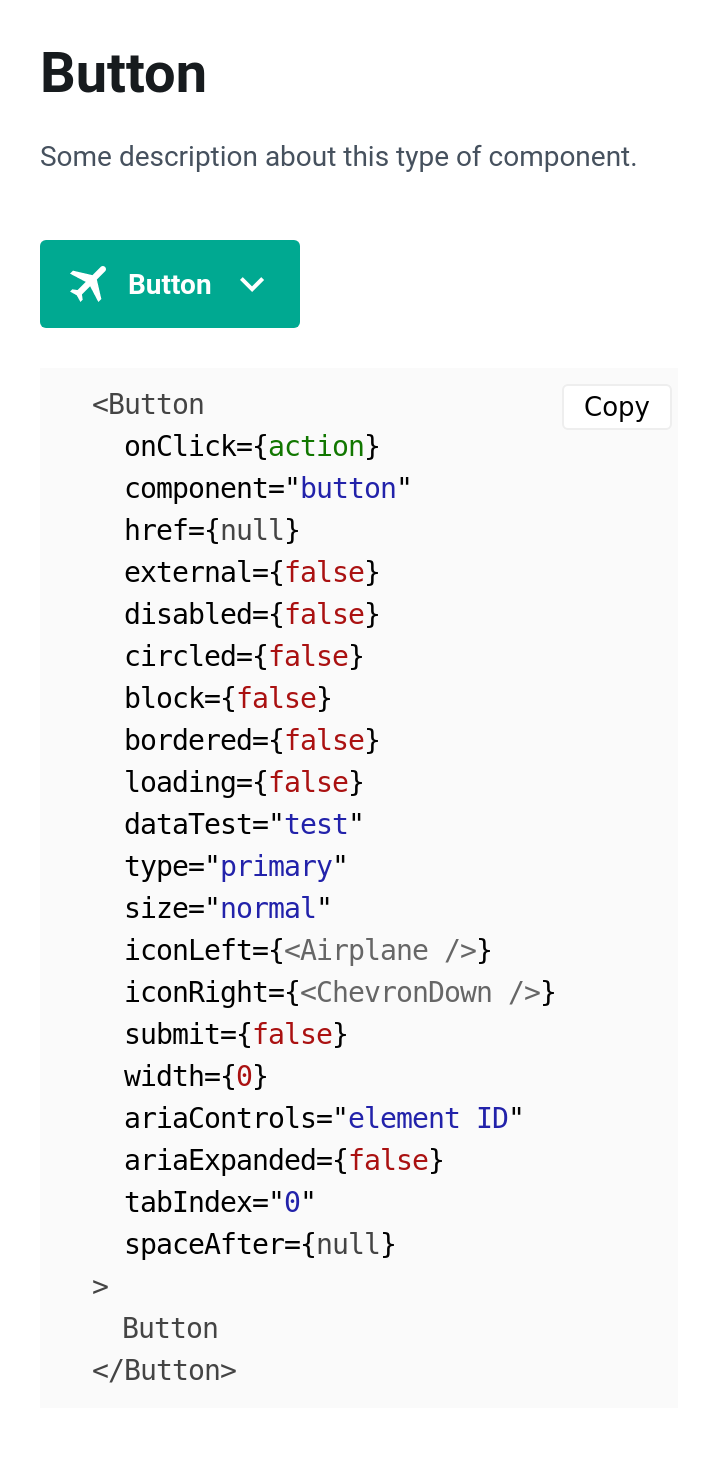 Button
Some description about this type of component.
Button
Copy
<Button
onClick={action}
component="button"
href={null}
external={false}
disabled={false}
circled={false}
block={false}
bordered={false}
loading={false}
dataTest="test"
type="primary"
size="normal"
iconLeft={<Airplane />}
iconRight={<ChevronDown />}
submit={false}
width={0}
ariaControls="element ID"
ariaExpanded={false}
tabIndex="0"
spaceAfter={null}
>
Button
</Button>